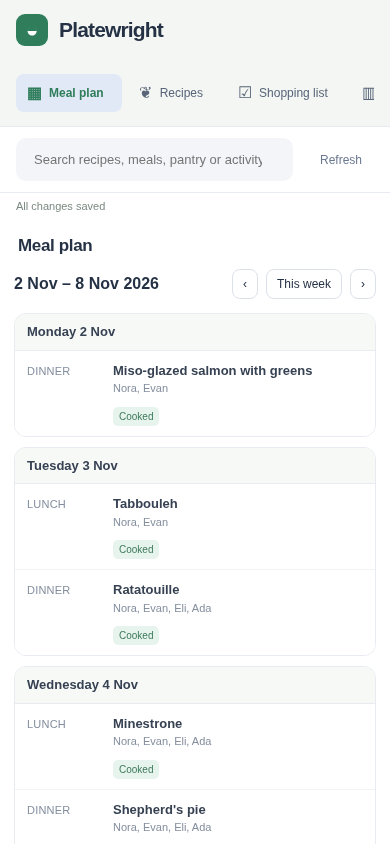 Platewright
Meal plan
Recipes
Shopping list
Search recipes, meals, pantry or activity
Refresh
All changes saved
Meal plan
2 Nov – 8 Nov 2026
‹ This week ›
Monday 2 Nov
DINNER
Miso-glazed salmon with greens
Nora, Evan
Cooked
Tuesday 3 Nov
LUNCH
Tabbouleh
Nora, Evan
Cooked
DINNER
Ratatouille
Nora, Evan, Eli, Ada
Cooked
Wednesday 4 Nov
LUNCH
Minestrone
Nora, Evan, Eli, Ada
Cooked
DINNER
Shepherd's pie
Nora, Evan, Eli, Ada